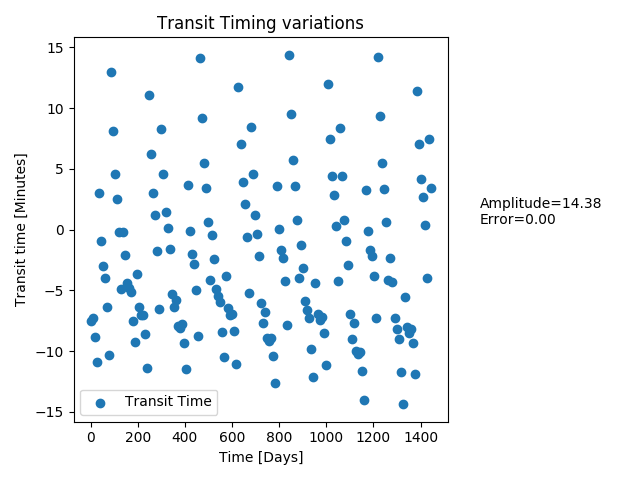 Transit Timing variations
15
10
5
0
−5
−10
−15
Transit time [Minutes]
Transit Time
0
200
400
600
800
1000
1200
1400
Time [Days]
Amplitude=14.38
Error=0.00